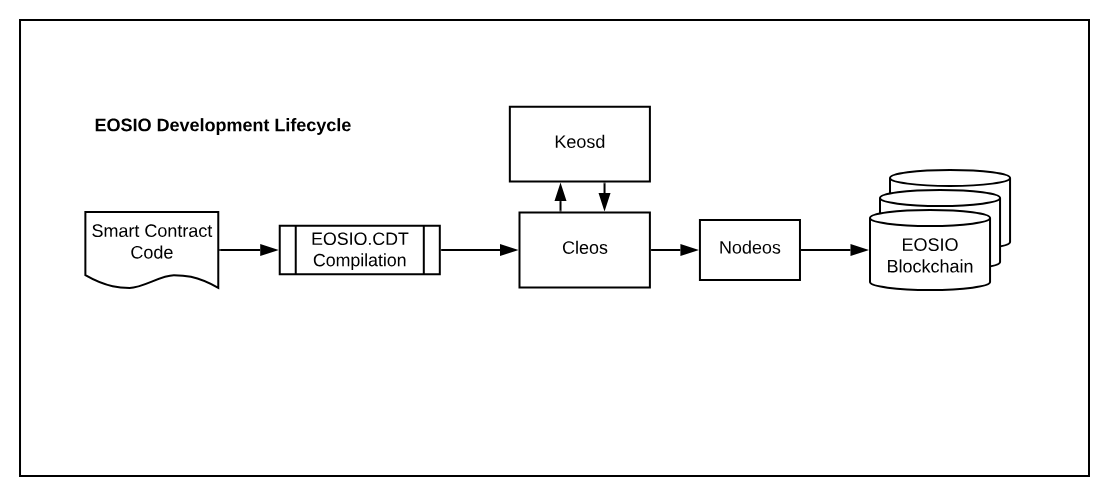 EOSIO Development Lifecycle
Keosd
Smart Contract
Code
EOSIO.CDT
Compilation
Cleos
Nodeos
EOSIO
Blockchain